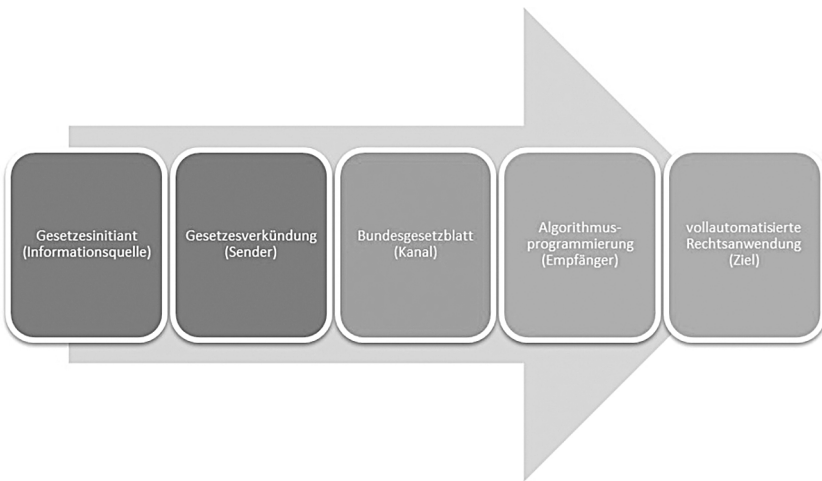 Gesetzesinitiant
(Informationsquelle)
Gesetzesverkündung
(Sender)
Bundesgesetzblatt
(Kanal)
Algorithmus-
programmierung
(Empfänger)
vollautomatisierte
Rechtsanwendung
(Ziel)